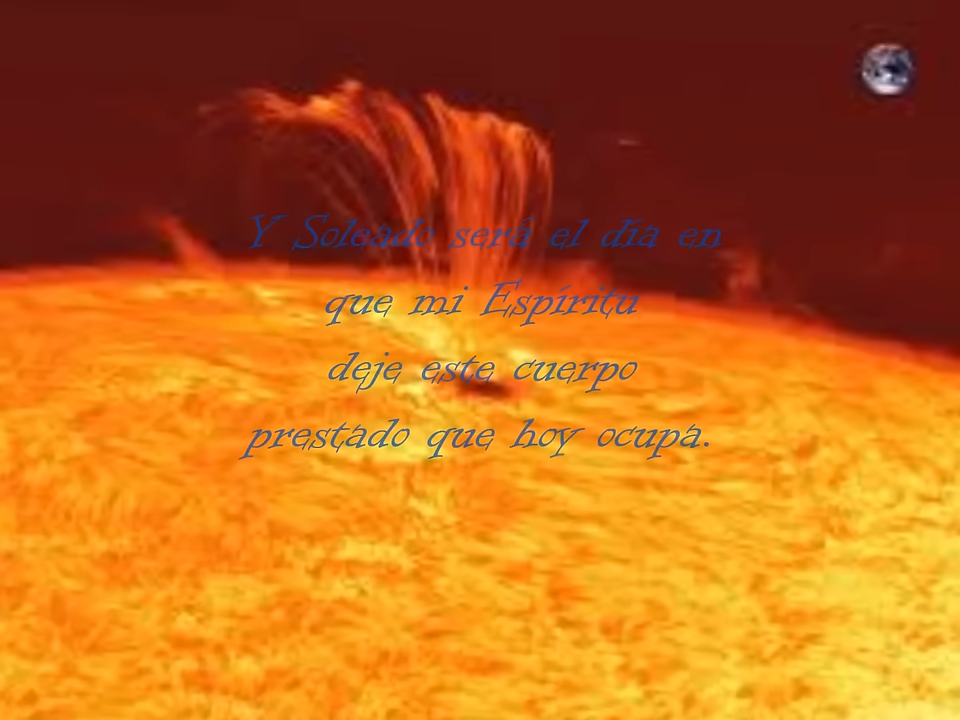 Y Soleado será el día en
que mi Espíritu
deje este cuerpo
prestado que hoy ocupa.